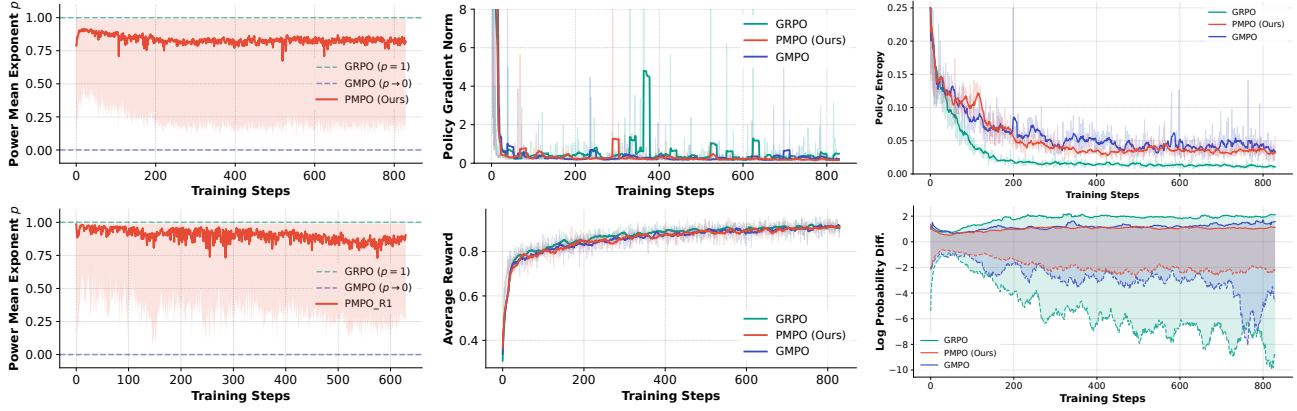 Power Mean Exponent p
1.00
0.75
0.50
0.25
0.00
GRPO (p = 1)
GMPO (p → 0)
PMPO (Ours)
0
200
400
600
800
Training Steps
Policy Gradient Norm
8
6
4
2
0
GRPO
PMPO (Ours)
GMPO
0
200
400
600
800
Training Steps
Policy Entropy
0.25
0.20
0.15
0.10
0.05
0.00
GRPO
PMPO (Ours)
GMPO
0
200
400
600
800
Training Steps
Power Mean Exponent p
1.00
0.75
0.50
0.25
0.00
GRPO (p = 1)
GMPO (p → 0)
PMPO_R1
0
100
200
300
400
500
600
Training Steps
Average Reward
0.8
0.6
0.4
GRPO
PMPO (Ours)
GMPO
0
200
400
600
800
Training Steps
Log Probability Diff.
2
0
−2
−4
−6
−8
−10
GRPO
PMPO (Ours)
GMPO
0
200
400
600
800
Training Steps